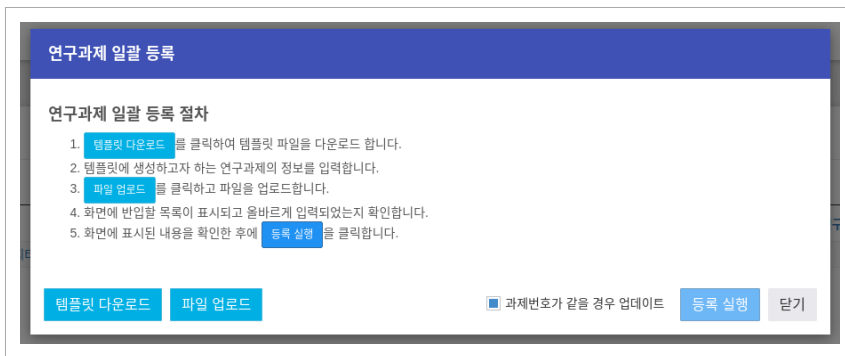 연구과제 일괄 등록
연구과제 일괄 등록 절차
1. 템플릿 다운로드 를 클릭하여 템플릿 파일을 다운로드 합니다.
2. 템플릿에 생성하고자 하는 연구과제의 정보를 입력합니다.
3. 파일 업로드 를 클릭하고 파일을 업로드합니다.
4. 화면에 반입할 목록이 표시되고 올바르게 입력되었는지 확인합니다.
5. 화면에 표시된 내용을 확인한 후에 등록 실행 을 클릭합니다.
템플릿 다운로드 파일 업로드 과제번호가 같을 경우 업데이트 등록 실행 닫기